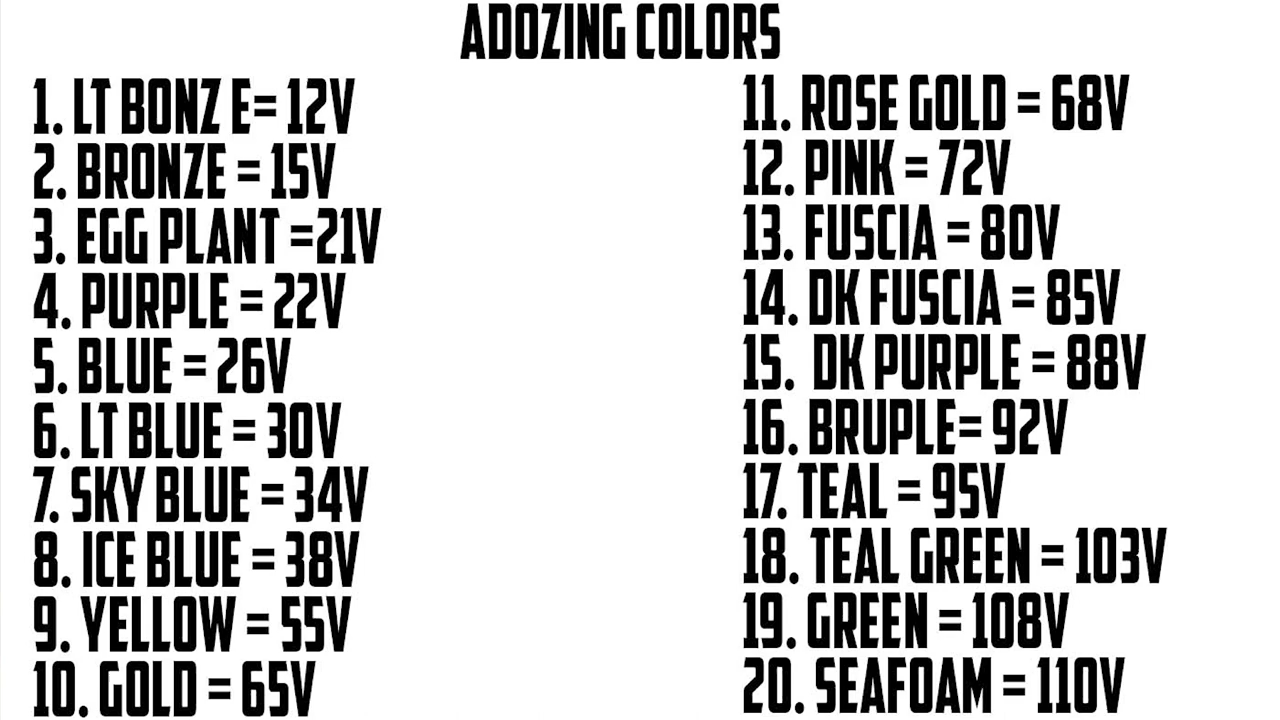 ADOZING COLORS
1. LT BONZ E= 12V
2. BRONZE = 15V
3. EGG PLANT =21V
4. PURPLE = 22V
5. BLUE = 26V
6. LT BLUE = 30V
7. SKY BLUE = 34V
8. ICE BLUE = 38V
9. YELLOW = 55V
10. GOLD = 65V
11. ROSE GOLD = 68V
12. PINK = 72V
13. FUSCIA = 80V
14. DK FUSCIA = 85V
15. DK PURPLE = 88V
16. BRUPLE= 92V
17. TEAL = 95V
18. TEAL GREEN = 103V
19. GREEN = 108V
20. SEAFOAM = 110V